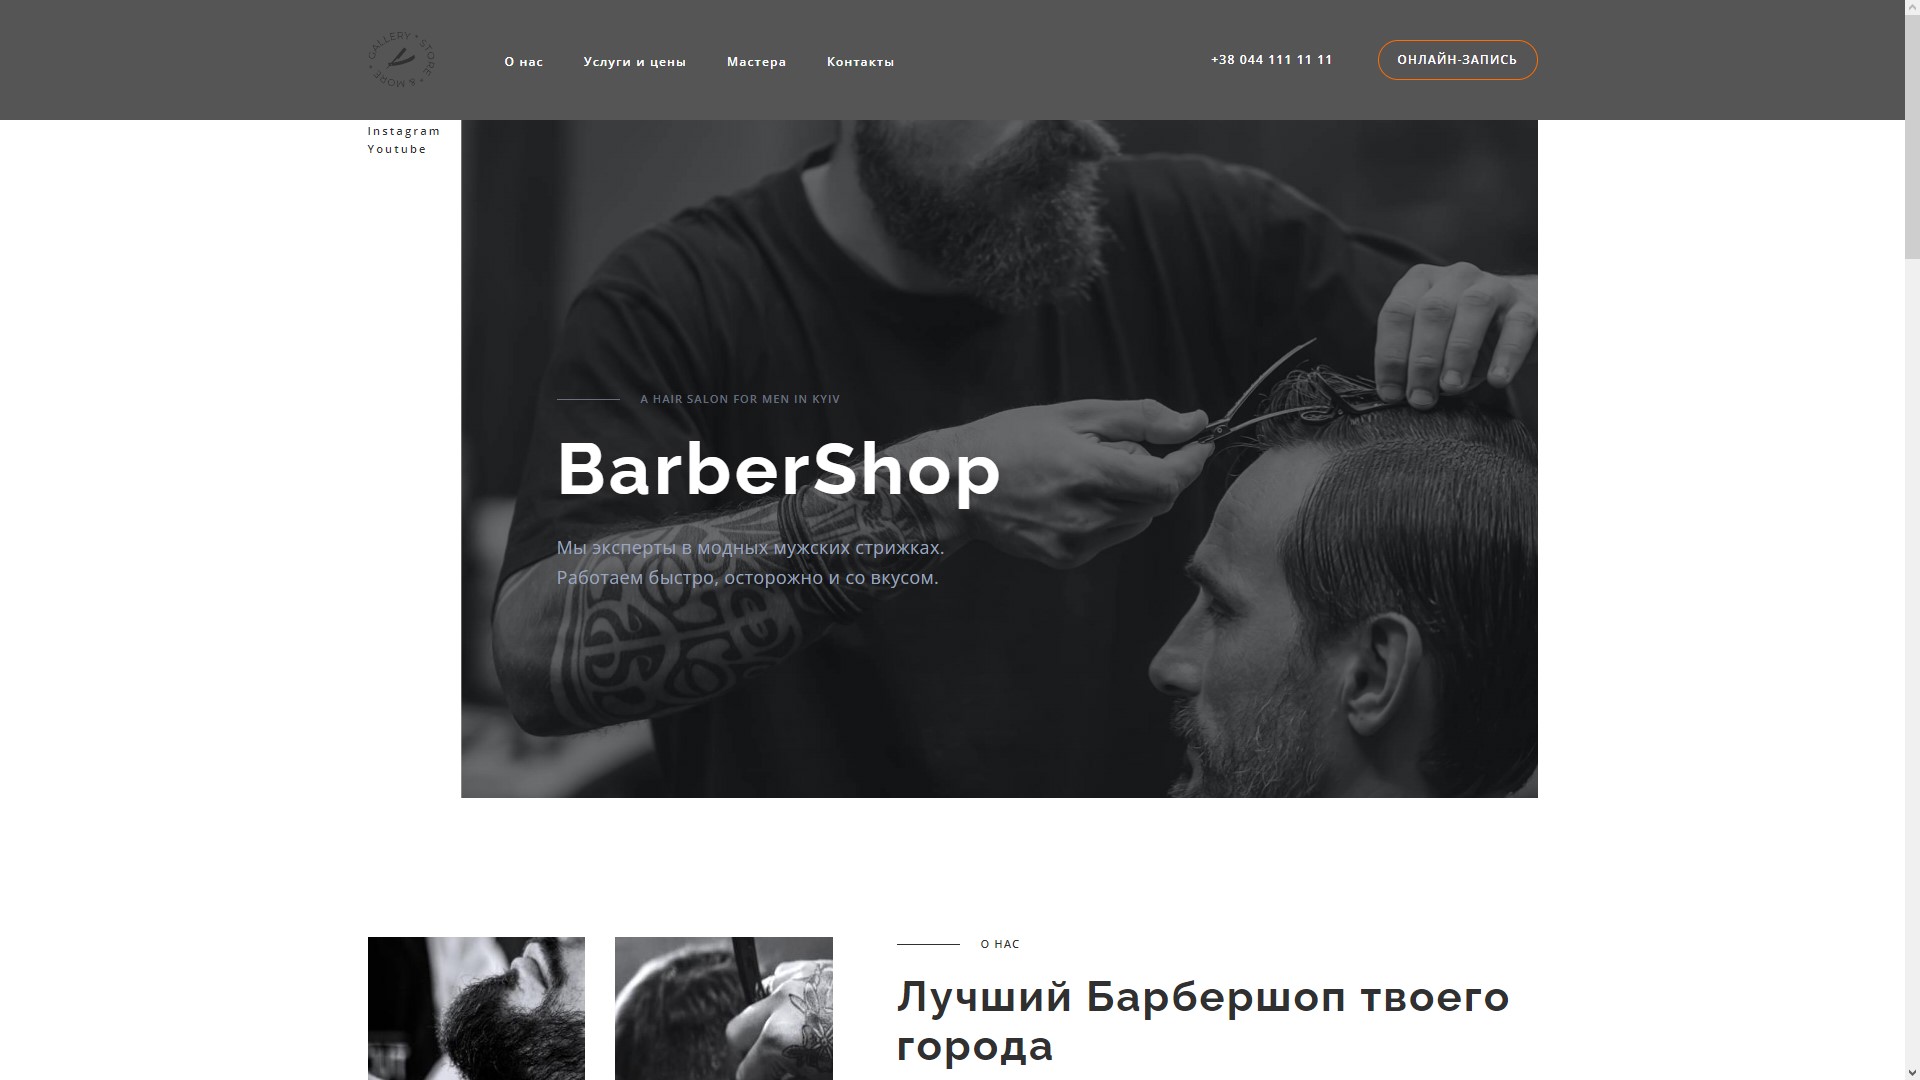 GALLERY • STORE • & MORE •
О нас
Услуги и цены
Мастера
Контакты
+38 044 111 11 11
ОНЛАЙН-ЗАПИСЬ
Instagram
Youtube
A HAIR SALON FOR MEN IN KYIV
BarberShop
Мы эксперты в модных мужских стрижках.
Работаем быстро, осторожно и со вкусом.
О НАС
Лучший Барбершоп твоего
города